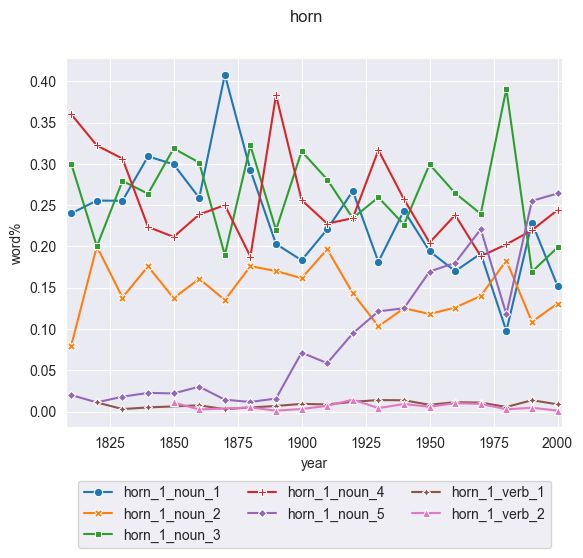 horn
0.40
0.35
0.30
0.25
0.20
0.15
0.10
0.05
0.00
word%
1825 1850 1875 1900 1925 1950 1975 2000
year
horn_1_noun_1 horn_1_noun_4 horn_1_verb_1
horn_1_noun_2 horn_1_noun_5 horn_1_verb_2
horn_1_noun_3